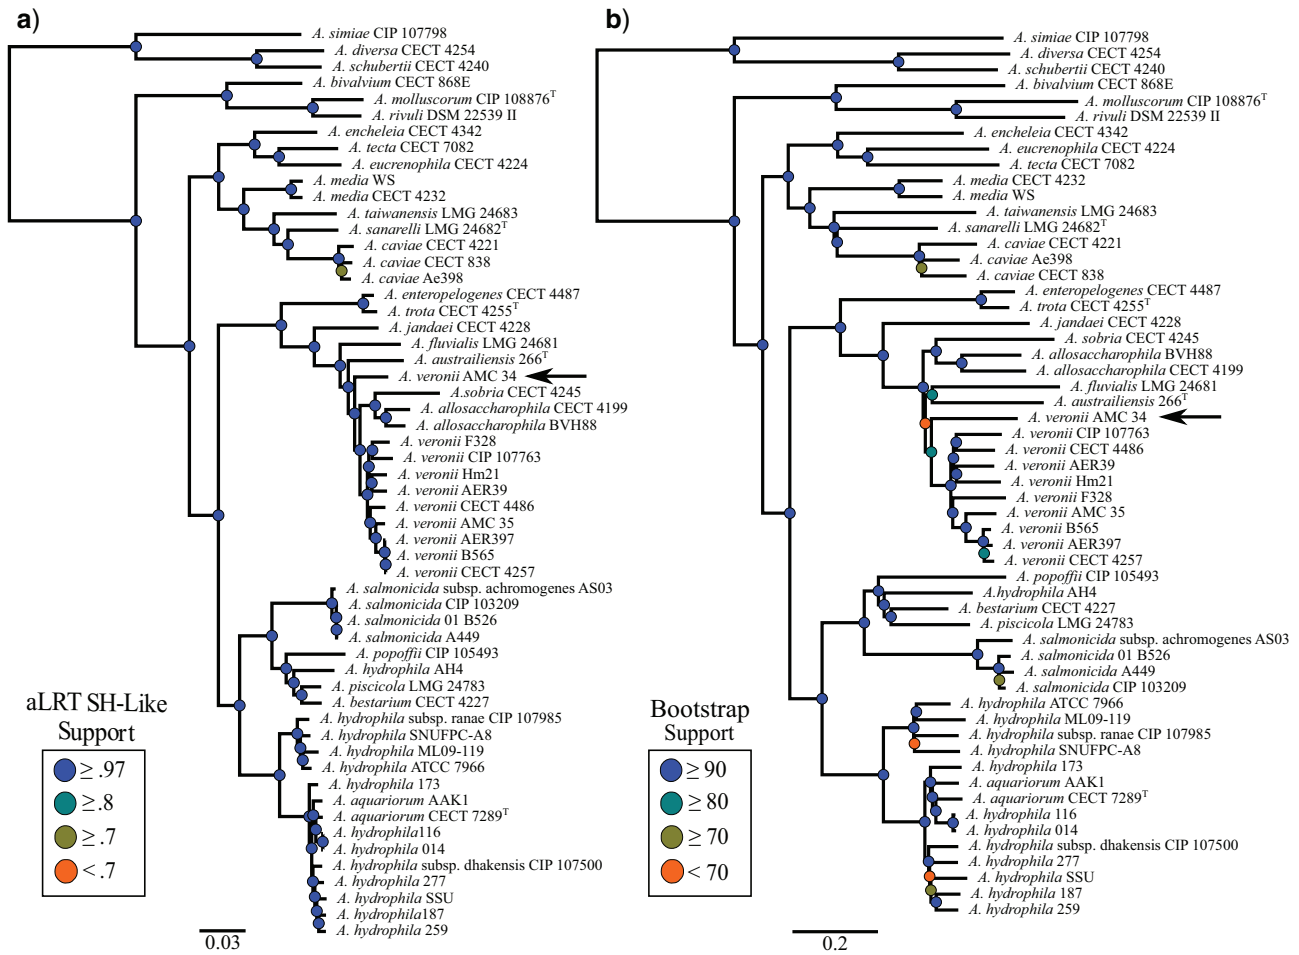 a)
A. simiae CIP 107798
A. diversa CECT 4254
A. schubertii CECT 4240
A. bivalvium CECT 868E
A. molluscorum CIP 108876T
A. rivuli DSM 22539 II
A. encheleia CECT 4342
A. tecta CECT 7082
A. eucrenophila CECT 4224
A. media WS
A. media CECT 4232
A. taiwanensis LMG 24683
A. sanarelli LMG 24682T
A. caviae CECT 4221
A. caviae CECT 838
A. caviae Ae398
A. enteropelogenes CECT 4487
A. trota CECT 4255T
A. jandaei CECT 4228
A. fluvialis LMG 24681
A. austrailiensis 266T
A. veronii AMC 34
A.sobria CECT 4245
A. allosaccharophila CECT 4199
A. allosaccharophila BVH88
A. veronii F328
A. veronii CIP 107763
A. veronii Hm21
A. veronii AER39
A. veronii CECT 4486
A. veronii AMC 35
A. veronii AER397
A. veronii B565
A. veronii CECT 4257
A. salmonicida subsp. achromogenes AS03
A. salmonicida CIP 103209
A. salmonicida 01 B526
A. salmonicida A449
A. popoffii CIP 105493
A. hydrophila AH4
A. piscicola LMG 24783
A. bestarium CECT 4227
A. hydrophila subsp. ranae CIP 107985
A. hydrophila SNUFPC-A8
A. hydrophila ML09-119
A. hydrophila ATCC 7966
A. hydrophila 173
A. aquariorum AAK1
A. aquariorum CECT 7289T
A. hydrophila116
A. hydrophila 014
A. hydrophila subsp. dhakensis CIP 107500
A. hydrophila 277
A. hydrophila SSU
A. hydrophila187
A. hydrophila 259
aLRT SH-Like
Support
≥ .97
≥ .8
≥ .7
< .7
0.03
b)
A. simiae CIP 107798
A. diversa CECT 4254
A. schubertii CECT 4240
A. bivalvium CECT 868E
A. molluscorum CIP 108876T
A. rivuli DSM 22539 II
A. encheleia CECT 4342
A. eucrenophila CECT 4224
A. tecta CECT 7082
A. media CECT 4232
A. media WS
A. taiwanensis LMG 24683
A. sanarelli LMG 24682T
A. caviae CECT 4221
A. caviae Ae398
A. caviae CECT 838
A. enteropelogenes CECT 4487
A. trota CECT 4255T
A. jandaei CECT 4228
A. sobria CECT 4245
A. allosaccharophila BVH88
A. allosaccharophila CECT 4199
A. fluvialis LMG 24681
A. austrailiensis 266T
A. veronii AMC 34
A. veronii CIP 107763
A. veronii CECT 4486
A. veronii AER39
A. veronii Hm21
A. veronii F328
A. veronii AMC 35
A. veronii B565
A. veronii AER397
A. veronii CECT 4257
A. popoffii CIP 105493
A.hydrophila AH4
A. bestarium CECT 4227
A. piscicola LMG 24783
A. salmonicida subsp. achromogenes AS03
A. salmonicida 01 B526
A. salmonicida A449
A. salmonicida CIP 103209
A. hydrophila ATCC 7966
A. hydrophila ML09-119
A. hydrophila subsp. ranae CIP 107985
A. hydrophila SNUFPC-A8
A. hydrophila 173
A. aquariorum AAK1
A. aquariorum CECT 7289T
A. hydrophila 116
A. hydrophila 014
A. hydrophila subsp. dhakensis CIP 107500
A. hydrophila 277
A. hydrophila SSU
A. hydrophila 187
A. hydrophila 259
Bootstrap
Support
≥ 90
≥ 80
≥ 70
< 70
0.2